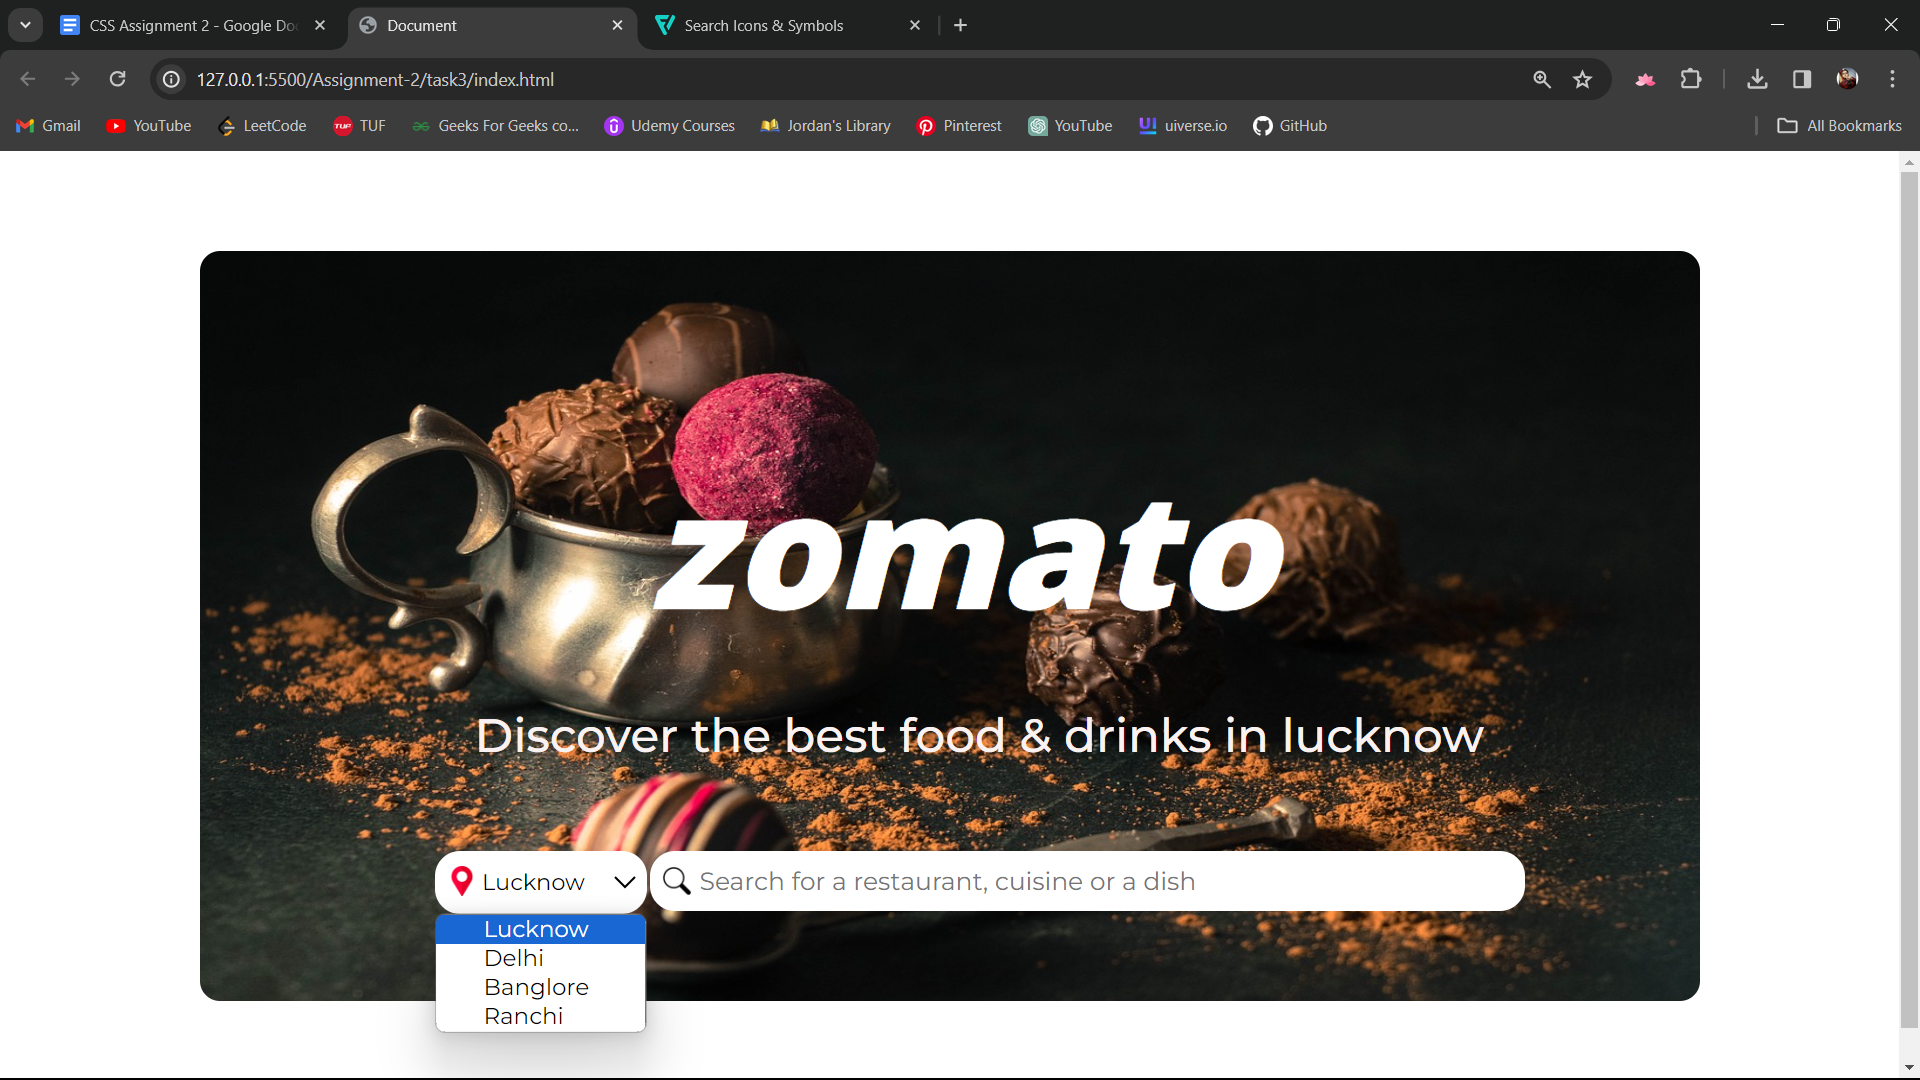 CSS Assignment 2 - Google Do
Document
Search Icons & Symbols
127.0.0.1:5500/Assignment-2/task3/index.html
Gmail
YouTube
LeetCode
TUF
TUF
Geeks For Geeks co...
Udemy Courses
Jordan's Library
Pinterest
YouTube
uiverse.io
GitHub
All Bookmarks
zomato
Discover the best food & drinks in lucknow
Lucknow
Search for a restaurant, cuisine or a dish
Lucknow
Delhi
Banglore
Ranchi